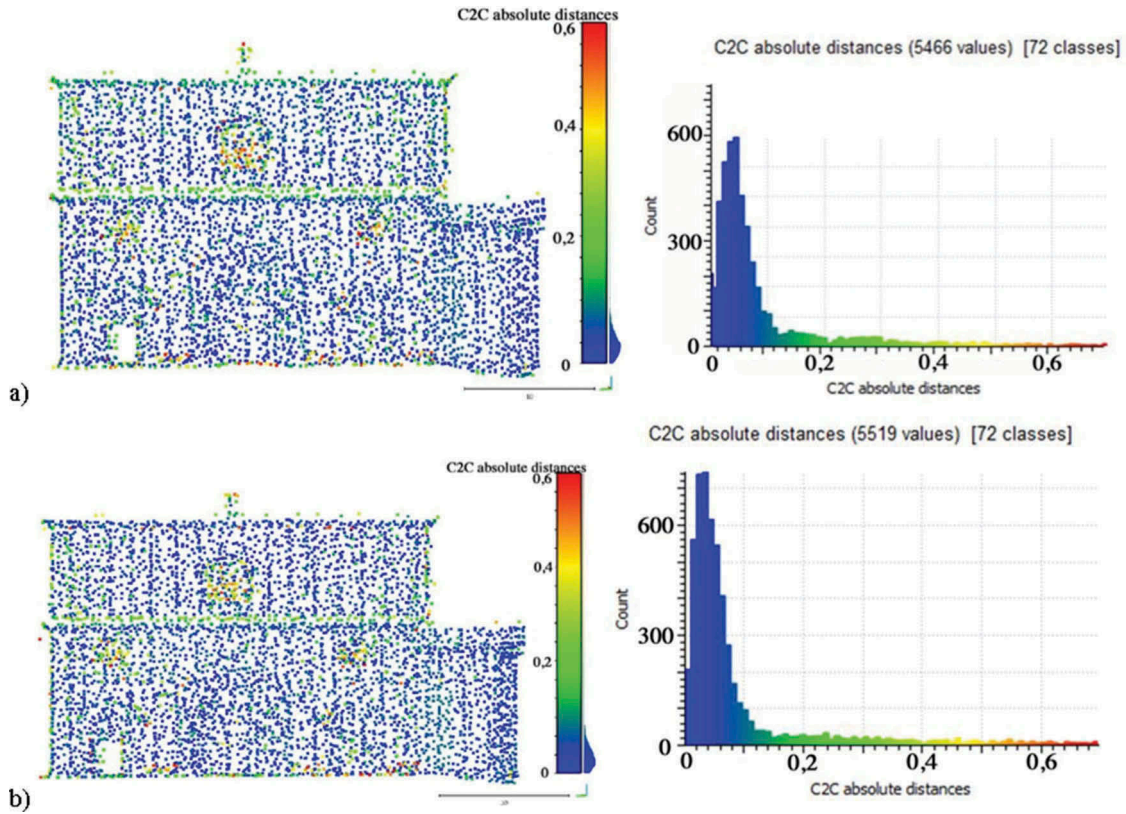 C2C absolute distances
0,6
0,4
0,2
0
a)
C2C absolute distances (5466 values) [72 classes]
600
300
0
Count
0 0,2 0,4 0,6
C2C absolute distances
C2C absolute distances
0,6
0,4
0,2
0
b)
C2C absolute distances (5519 values) [72 classes]
600
300
0
Count
0 0,2 0,4 0,6
C2C absolute distances